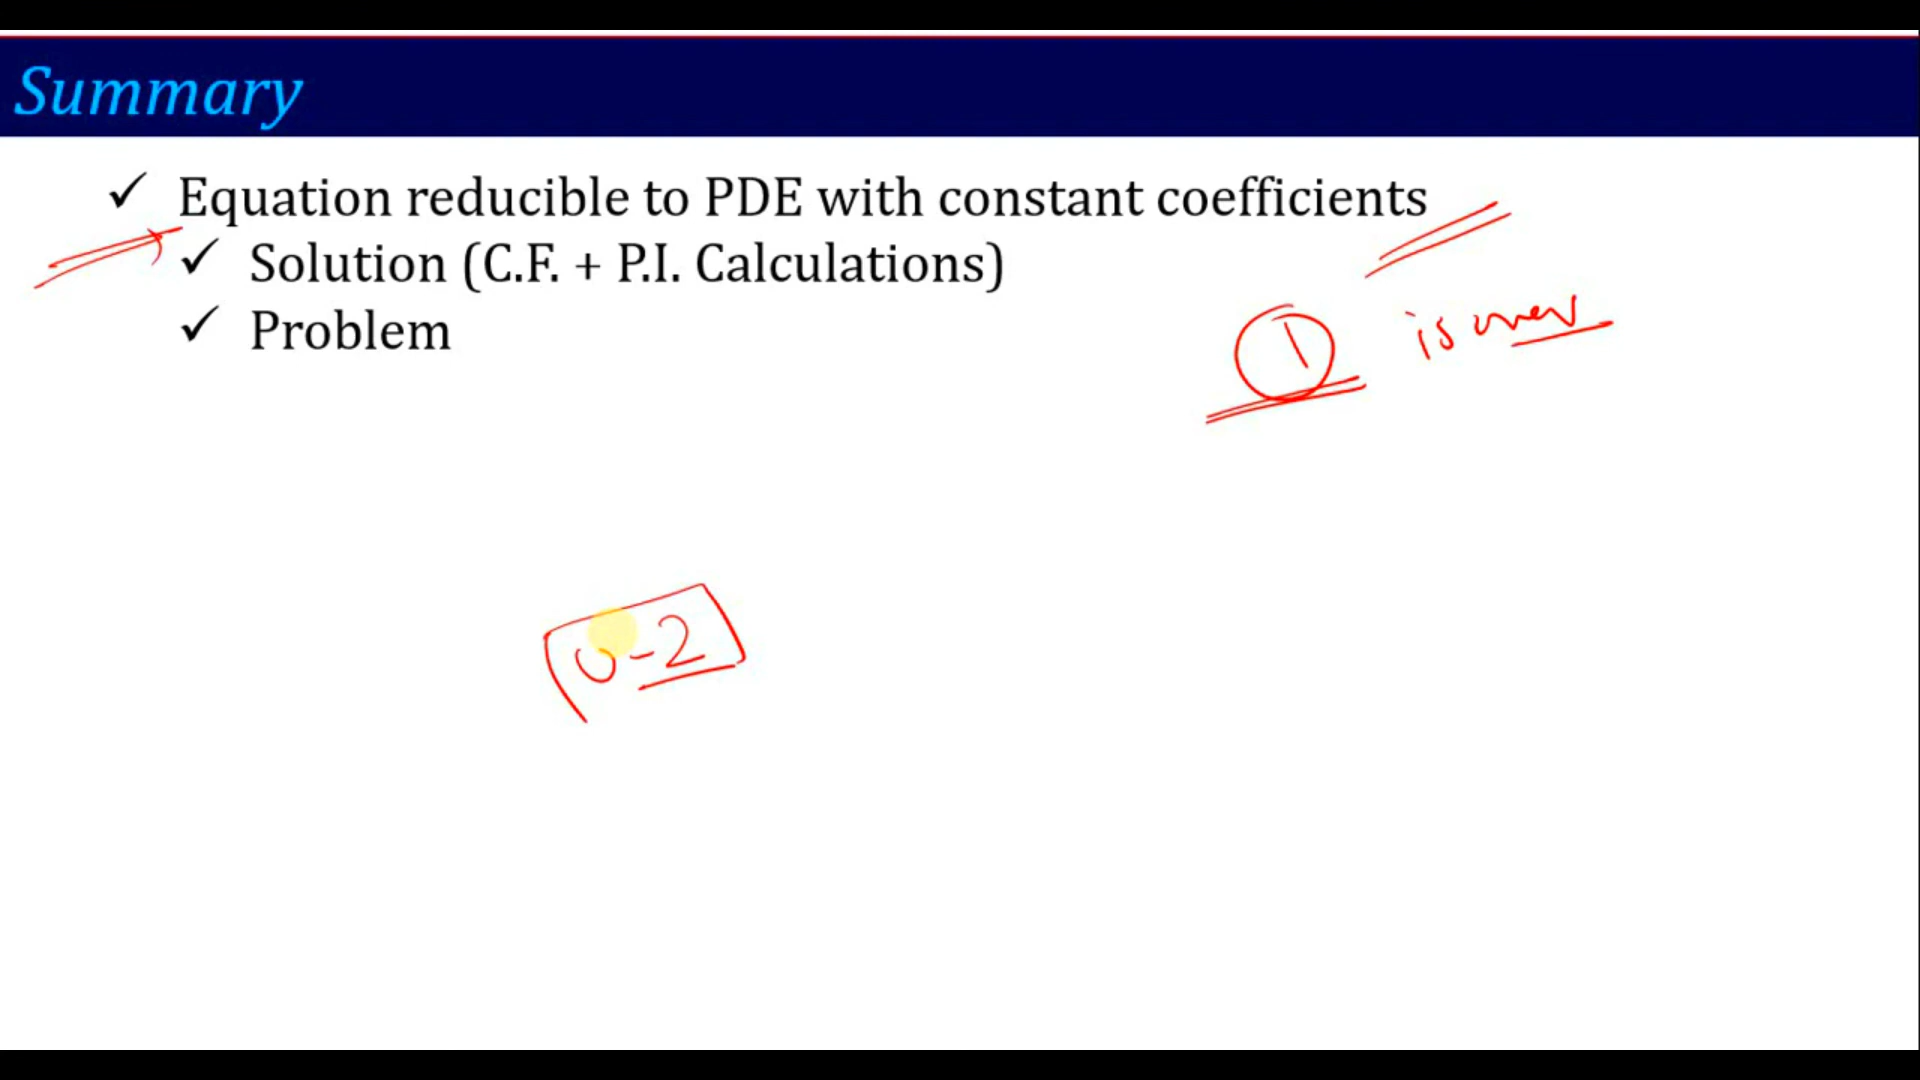 Summary
✓ Equation reducible to PDE with constant coefficients
✓ Solution (C.F. + P.I. Calculations)
✓ Problem
1 is over
U-2